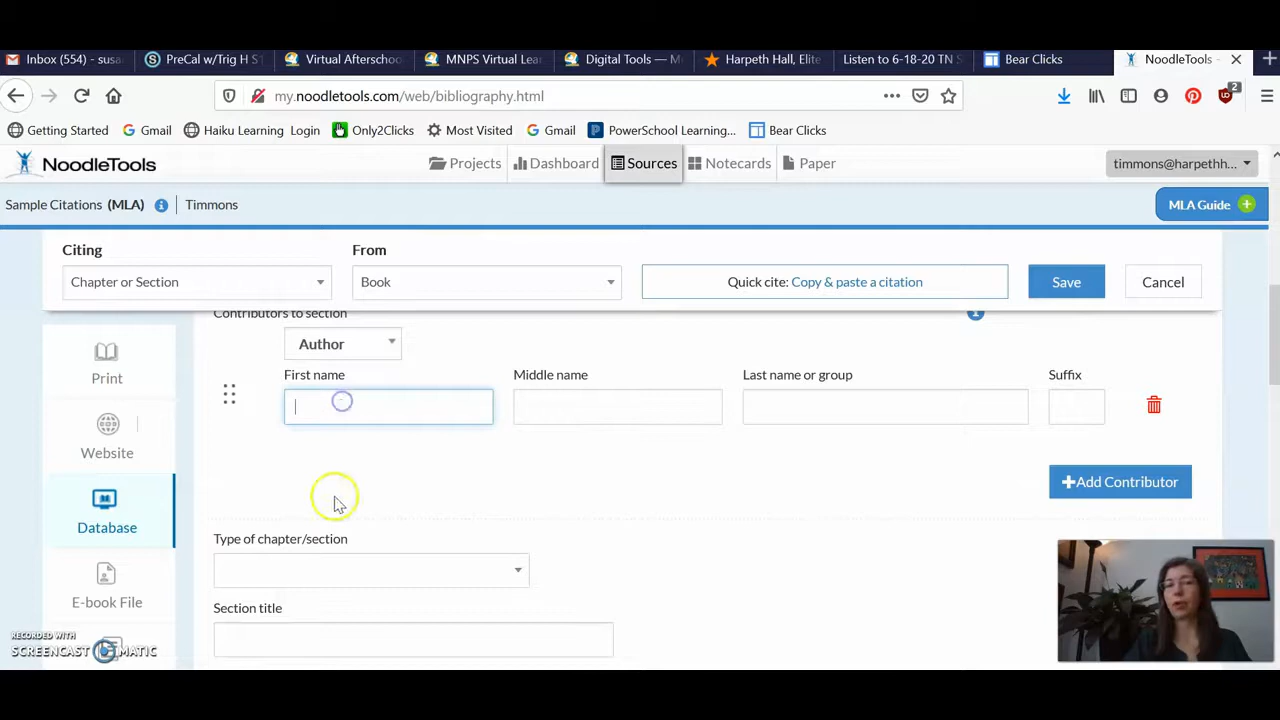 Inbox (554) — sus
PreCal w/Trig H S1
Virtual Afterschoo
MNPS Virtual Lea
Digital Tools — M
Harpeth Hall, Elite
Listen to 6-18-20 TN S
Bear Clicks
NoodleTools -
my.noodletools.com/web/bibliography.html
2
Getting Started
Gmail
Haiku Learning Login
Only2Clicks
Most Visited
Gmail
PowerSchool Learning...
Bear Clicks
NoodleTools
Projects
Dashboard
Sources
Notecards
Paper
timmons@harpethh...
Sample Citations (MLA)
Timmons
MLA Guide
Citing
From
Chapter or Section
Book
Quick cite: Copy & paste a citation
Save
Cancel
Contributors to section
Author
Print
First name
Middle name
Last name or group
Suffix
Website
+Add Contributor
Database
Type of chapter/section
E-book File
Section title
RECORDED WITH
SCREENCAST MATIC